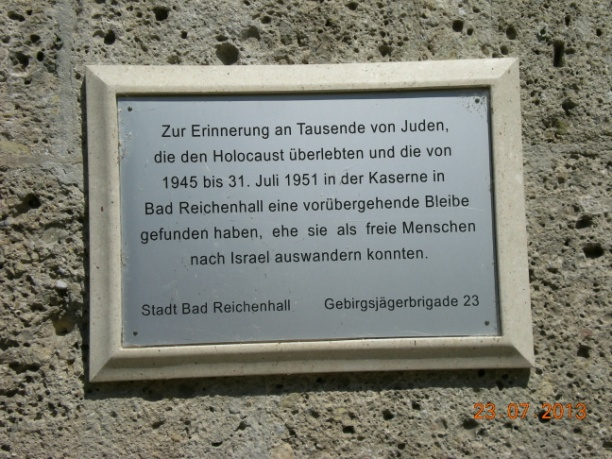 Zur Erinnerung an Tausende von Juden,
die den Holocaust überlebten und die von
1945 bis 31. Juli 1951 in der Kaserne in
Bad Reichenhall eine vorübergehende Bleibe
gefunden haben, ehe sie als freie Menschen
nach Israel auswandern konnten.
Stadt Bad Reichenhall Gebirgsjägerbrigade 23
23 07 2013